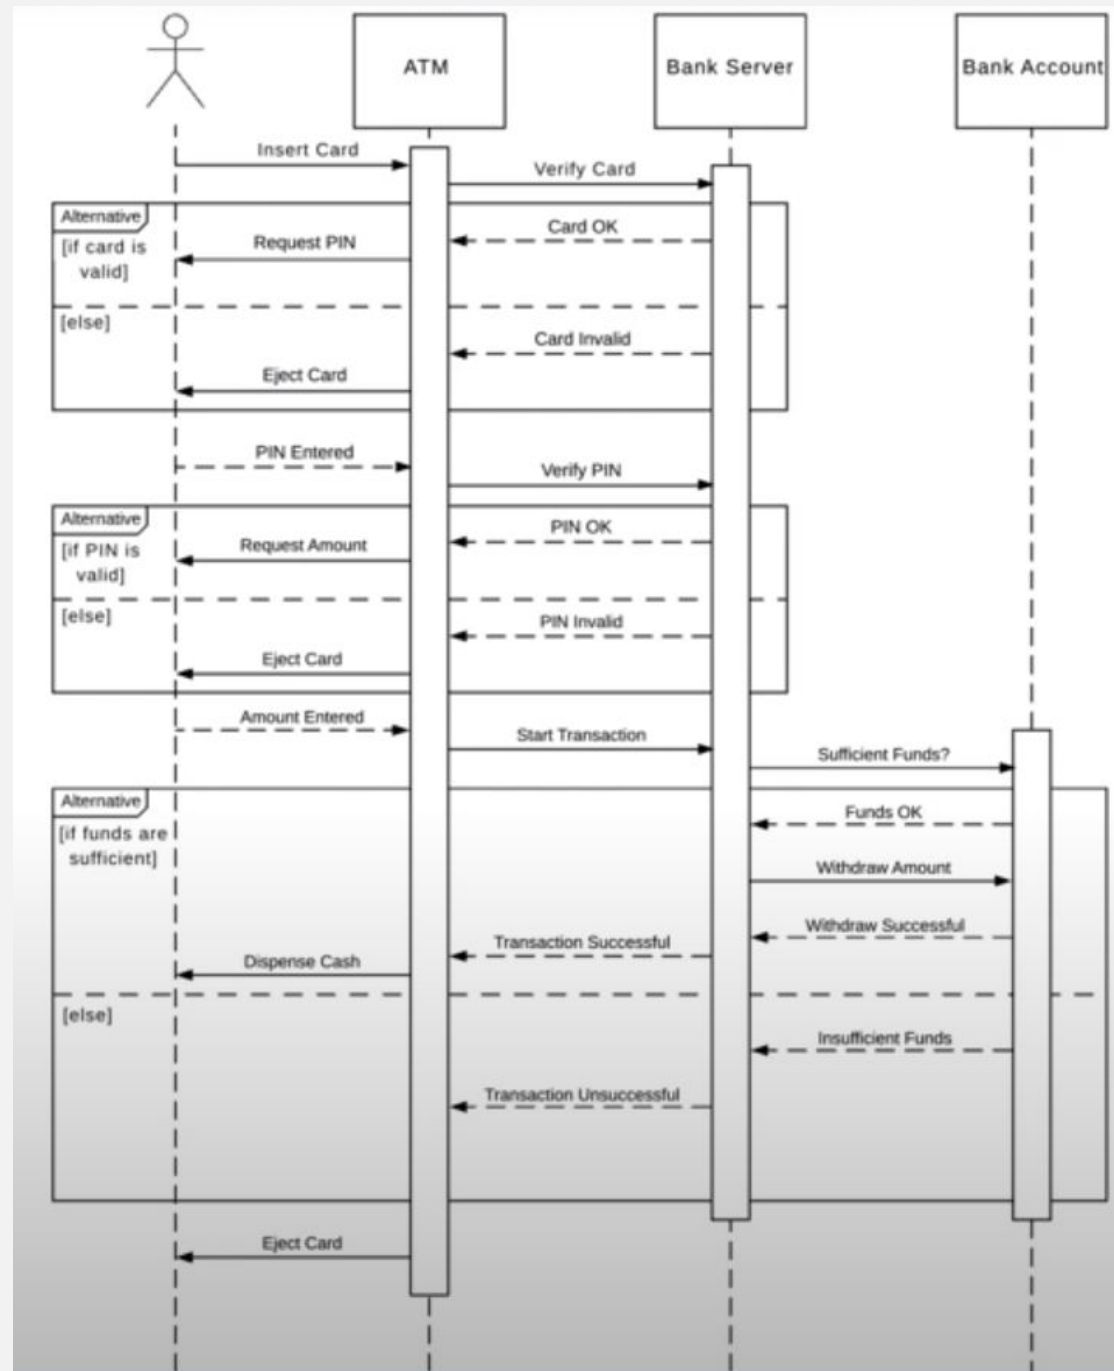 ATM
Bank Server
Bank Account
Insert Card
Verify Card
Alternative
[if card is
valid]
Card OK
Request PIN
[else]
Card Invalid
Eject Card
PIN Entered
Verify PIN
Alternative
[if PIN is
valid]
PIN OK
Request Amount
[else]
PIN Invalid
Eject Card
Amount Entered
Start Transaction
Sufficient Funds?
Alternative
[if funds are
sufficient]
Funds OK
Withdraw Amount
Withdraw Successful
Transaction Successful
Dispense Cash
[else]
Insufficient Funds
Transaction Unsuccessful
Eject Card